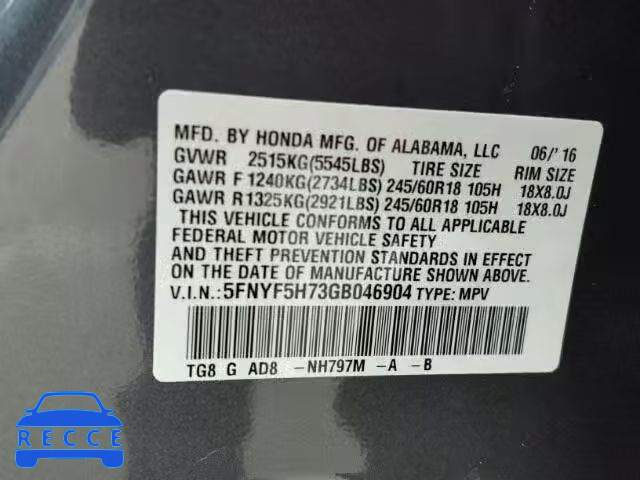 MFD. BY HONDA MFG. OF ALABAMA, LLC 06/'16
GVWR 2515KG(5545LBS) TIRE SIZE RIM SIZE
GAWR F 1240KG(2734LBS) 245/60R18 105H 18X8.0J
GAWR R 1325KG(2921LBS) 245/60R18 105H 18X8.0J
THIS VEHICLE CONFORMS TO ALL APPLICABLE
FEDERAL MOTOR VEHICLE SAFETY
AND THEFT PREVENTION STANDARDS IN EFFECT
ON THE DATE OF MANUFACTURE SHOWN ABOVE.
V.I.N.:5FNYF5H73GB046904 TYPE: MPV
TG8 G AD8 -NH797M -A -B
RECCE